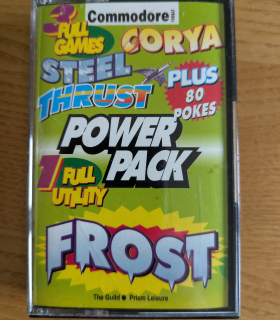 Commodore
3 FULL
GAMES
CORYA
STEEL
THRUST
PLUS
80
POKES
POWER
PACK
1 FULL
UTILITY
FROST
The Guild ● Prism Leisure